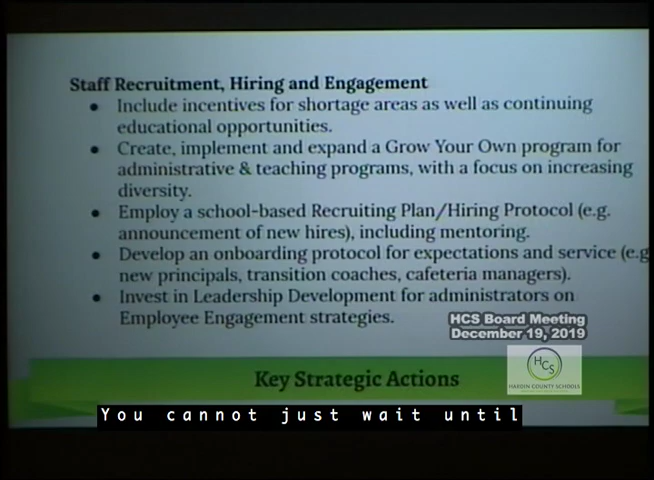 Staff Recruitment, Hiring and Engagement
• Include incentives for shortage areas as well as continuing
educational opportunities.
• Create, implement and expand a Grow Your Own program for
administrative & teaching programs, with a focus on increasing
diversity.
• Employ a school-based Recruiting Plan/Hiring Protocol (e.g.
announcement of new hires), including mentoring.
• Develop an onboarding protocol for expectations and service (e.g
new principals, transition coaches, cafeteria managers).
• Invest in Leadership Development for administrators on
Employee Engagement strategies.
HCS Board Meeting
December 19, 2019
HCS
HARDIN COUNTY SCHOOLS
Key Strategic Actions
You cannot just wait until